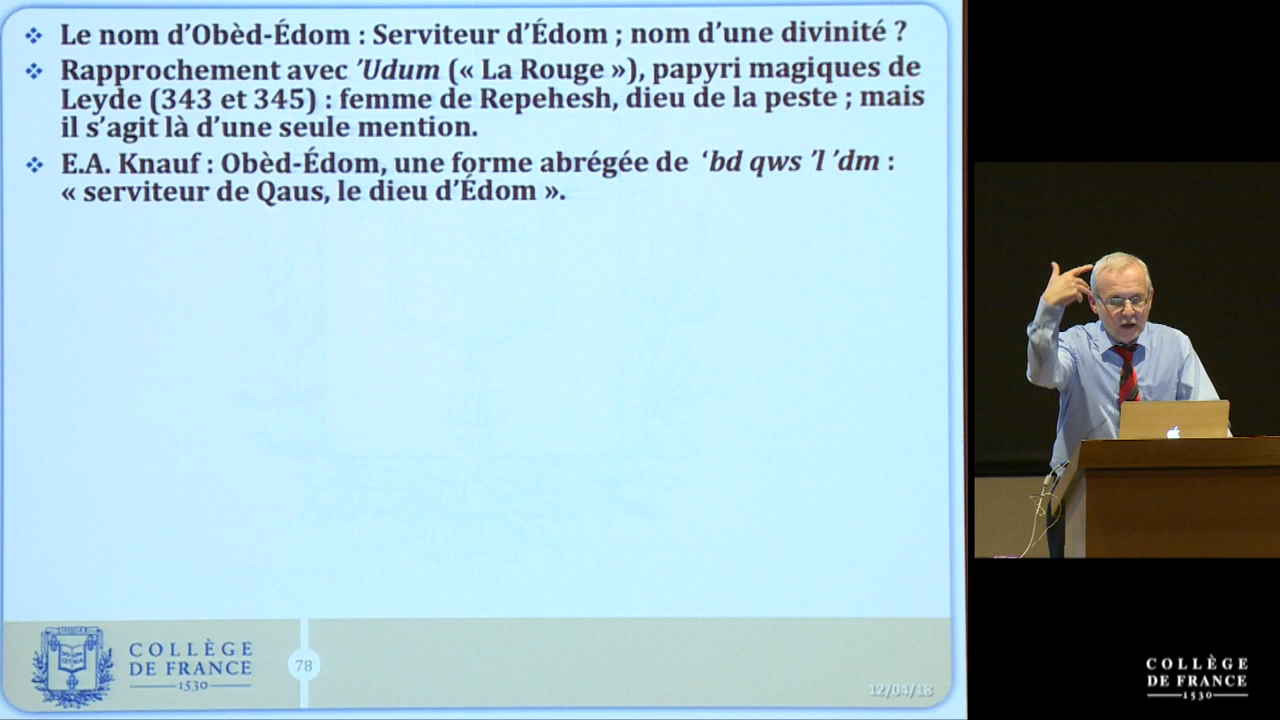 ❖ Le nom d’Obèd-Édom : Serviteur d’Édom ; nom d’une divinité ?
❖ Rapprochement avec ’Udum (« La Rouge »), papyri magiques de
Leyde (343 et 345) : femme de Repehesh, dieu de la peste ; mais
il s’agit là d’une seule mention.
❖ E.A. Knauf : Obèd-Édom, une forme abrégée de ‘bd qws ’l ’dm :
« serviteur de Qaus, le dieu d’Édom ».
COLLÈGE
DE FRANCE
1530
78
12/04/18
COLLÈGE
DE FRANCE
1530